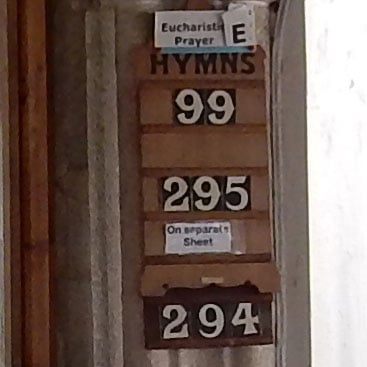 Eucharistic
Prayer E
HYMNS
99
295
On separate
Sheet
294